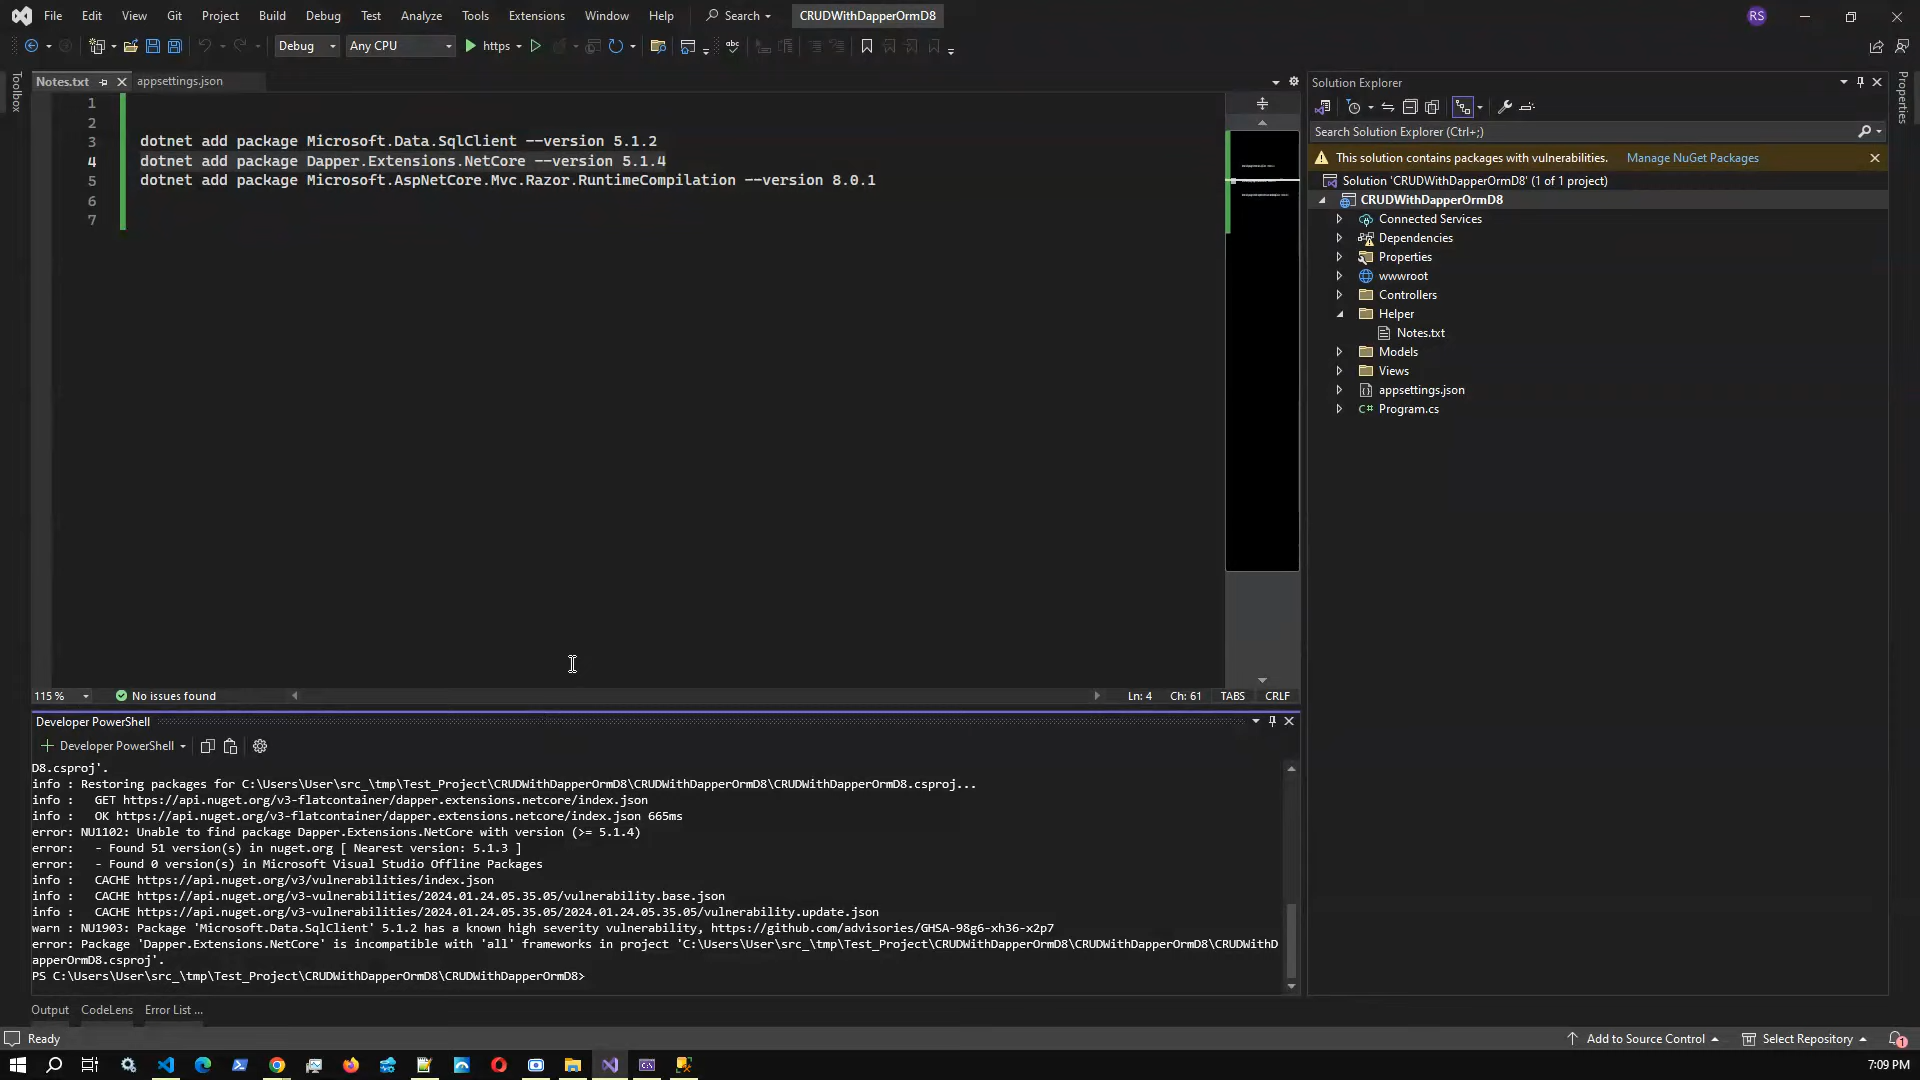 File Edit View Git Project Build Debug Test Analyze Tools Extensions Window Help Search CRUDWithDapperOrmD8 RS
Debug Any CPU https
Toolbox
Notes.txt appsettings.json
1
2
3 dotnet add package Microsoft.Data.SqlClient --version 5.1.2
4 dotnet add package Dapper.Extensions.NetCore --version 5.1.4
5 dotnet add package Microsoft.AspNetCore.Mvc.Razor.RuntimeCompilation --version 8.0.1
6
7
115 % No issues found Ln: 4 Ch: 61 TABS CRLF
Developer PowerShell
Developer PowerShell
D8.csproj'.
info : Restoring packages for C:\Users\User\src_\tmp\Test_Project\CRUDWithDapperOrmD8\CRUDWithDapperOrmD8\CRUDWithDapperOrmD8.csproj...
info :   GET https://api.nuget.org/v3-flatcontainer/dapper.extensions.netcore/index.json
info :   OK https://api.nuget.org/v3-flatcontainer/dapper.extensions.netcore/index.json 665ms
error: NU1102: Unable to find package Dapper.Extensions.NetCore with version (>= 5.1.4)
error:   - Found 51 version(s) in nuget.org [ Nearest version: 5.1.3 ]
error:   - Found 0 version(s) in Microsoft Visual Studio Offline Packages
info :   CACHE https://api.nuget.org/v3/vulnerabilities/index.json
info :   CACHE https://api.nuget.org/v3-vulnerabilities/2024.01.24.05.35.05/vulnerability.base.json
info :   CACHE https://api.nuget.org/v3-vulnerabilities/2024.01.24.05.35.05/2024.01.24.05.35.05/vulnerability.update.json
warn : NU1903: Package 'Microsoft.Data.SqlClient' 5.1.2 has a known high severity vulnerability, https://github.com/advisories/GHSA-98g6-xh36-x2p7
error: Package 'Dapper.Extensions.NetCore' is incompatible with 'all' frameworks in project 'C:\Users\User\src_\tmp\Test_Project\CRUDWithDapperOrmD8\CRUDWithDapperOrmD8\CRUDWithD
apperOrmD8.csproj'.
PS C:\Users\User\src_\tmp\Test_Project\CRUDWithDapperOrmD8\CRUDWithDapperOrmD8>
Output CodeLens Error List ...
Solution Explorer
Search Solution Explorer (Ctrl+;)
This solution contains packages with vulnerabilities. Manage NuGet Packages
Solution 'CRUDWithDapperOrmD8' (1 of 1 project)
CRUDWithDapperOrmD8
Connected Services
Dependencies
Properties
wwwroot
Controllers
Helper
Notes.txt
Models
Views
appsettings.json
C# Program.cs
Properties
Ready Add to Source Control Select Repository 1
7:09 PM